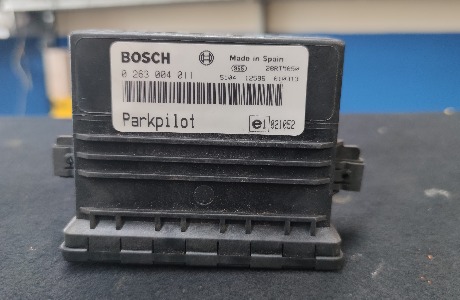 BOSCH Made in Spain
0 263 004 011
Parkpilot e1 021052